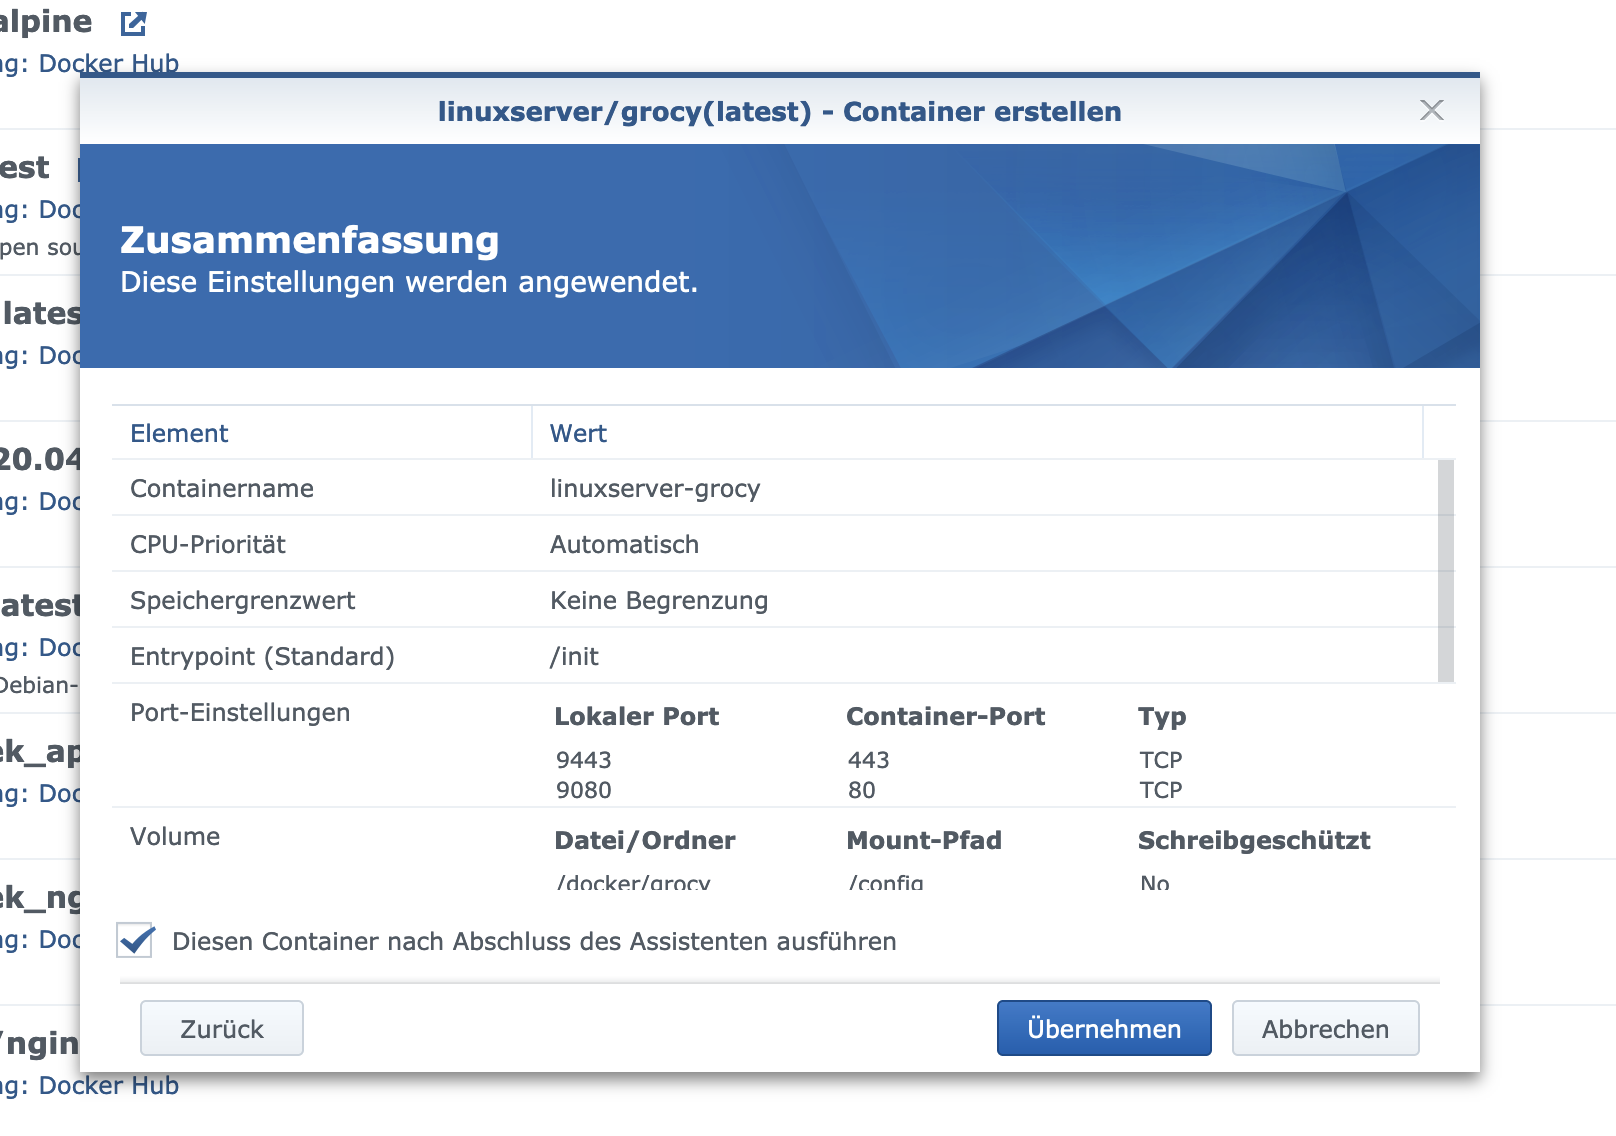 alpine
ng: Docker Hub
linuxserver/grocy(latest) - Container erstellen
est
ng: Doc
pen sou
Zusammenfassung
Diese Einstellungen werden angewendet.
lates
ng: Doc
Element Wert
20.04
Containername linuxserver-grocy
ng: Doc
CPU-Priorität Automatisch
Speichergrenzwert Keine Begrenzung
atest
ng: Doc
Entrypoint (Standard) /init
Debian-
Port-Einstellungen Lokaler Port Container-Port Typ
ek_ap
9443 443 TCP
ng: Doc
9080 80 TCP
Volume Datei/Ordner Mount-Pfad Schreibgeschützt
/docker/grocy /config No
ek_ng
ng: Doc
Diesen Container nach Abschluss des Assistenten ausführen
Zurück Übernehmen Abbrechen
/ngin
ng: Docker Hub